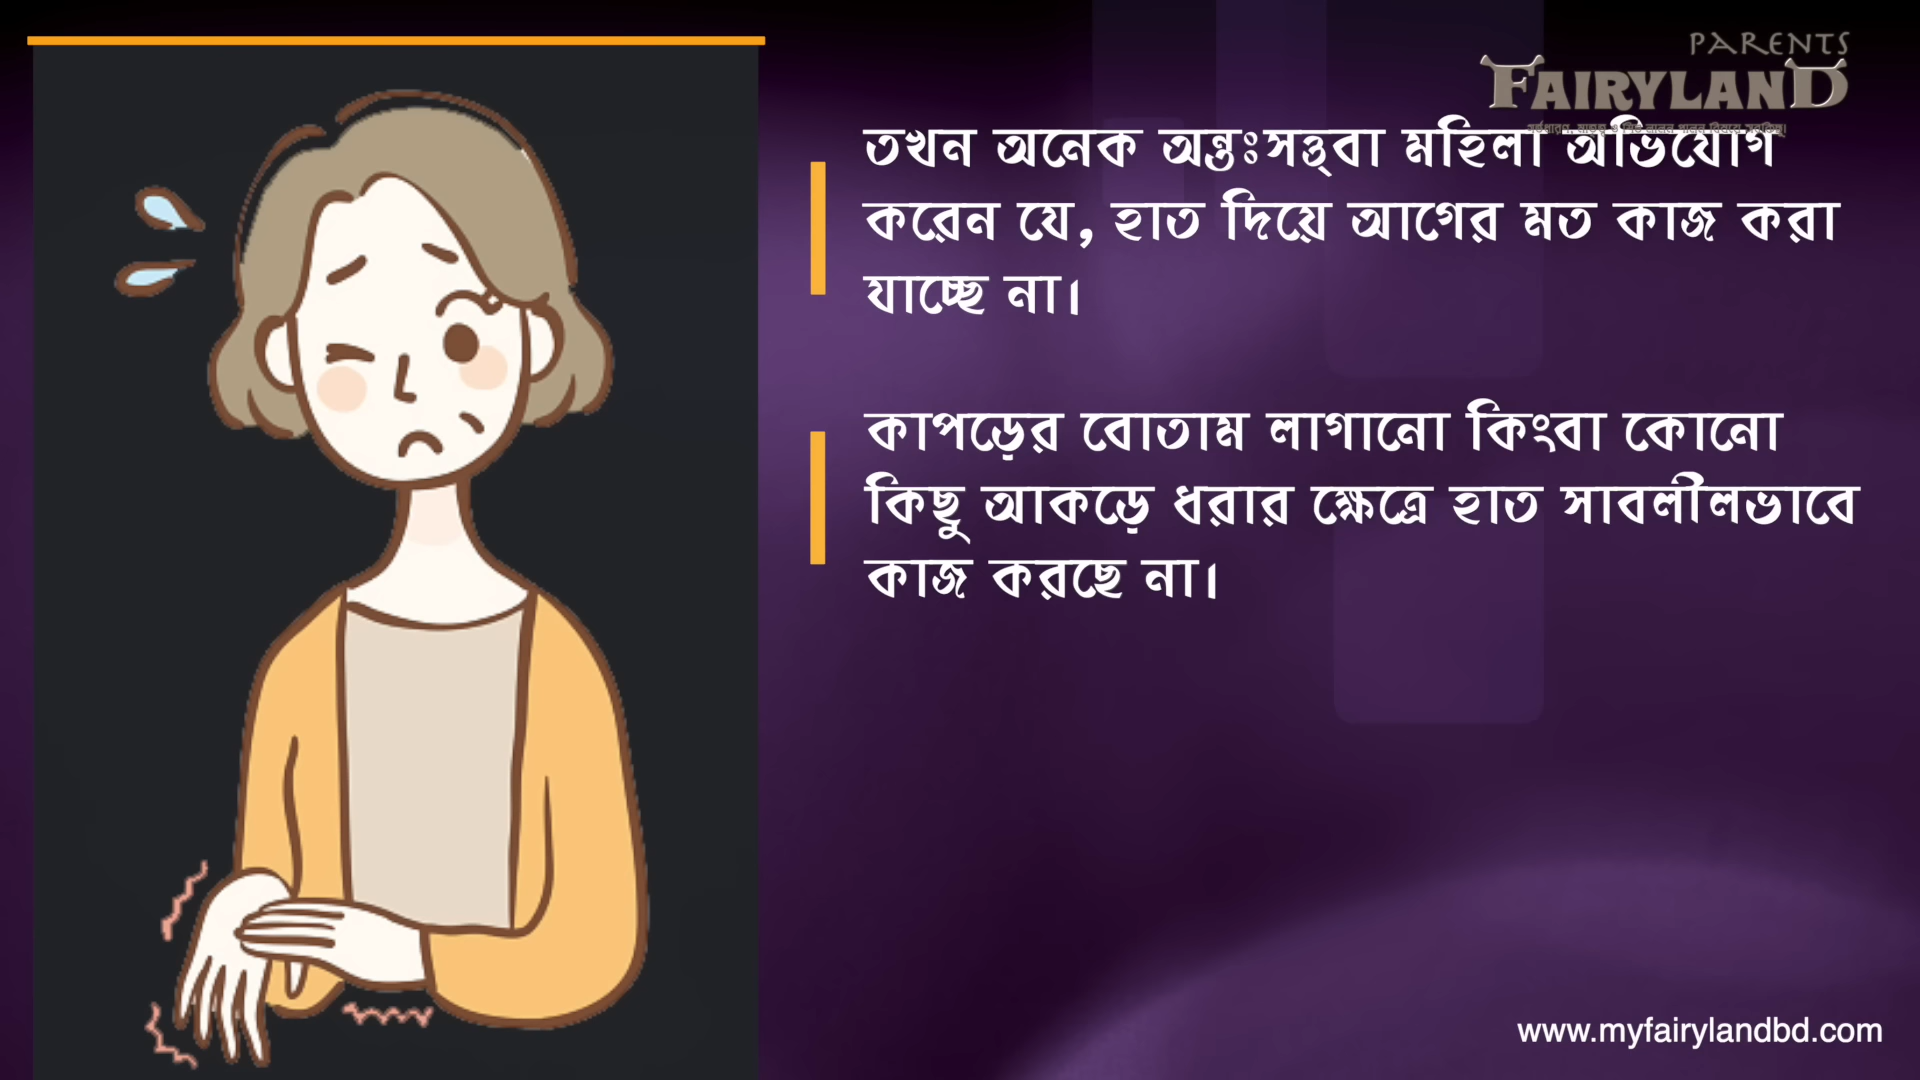 PARENTS
FAIRYLAND
তখন অনেক অন্তঃসত্ত্বা মহিলা অভিযোগ
করেন যে, হাত দিয়ে আগের মত কাজ করা
যাচ্ছে না।
কাপড়ের বোতাম লাগানো কিংবা কোনো
কিছু আকড়ে ধরার ক্ষেত্রে হাত সাবলীলভাবে
কাজ করছে না।
www.myfairylandbd.com